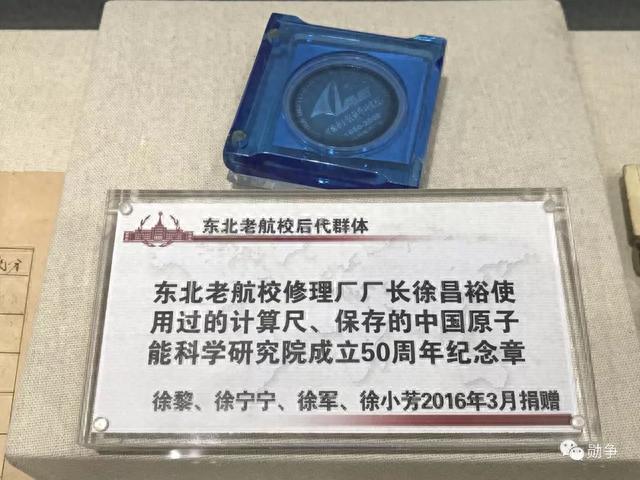 1950-2000
东北老航校后代群体
东北老航校修理厂厂长徐昌裕使
用过的计算尺、保存的中国原子
能科学研究院成立50周年纪念章
徐黎、徐宁宁、徐军、徐小芳2016年3月捐赠
勋争